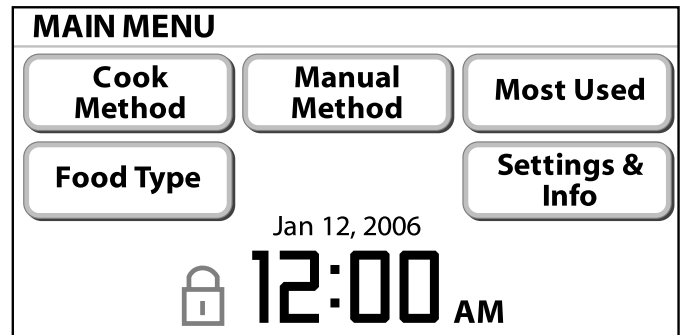 MAIN MENU
Cook
Method
Manual
Method
Most Used
Food Type
Settings &
Info
Jan 12, 2006
12:00 AM